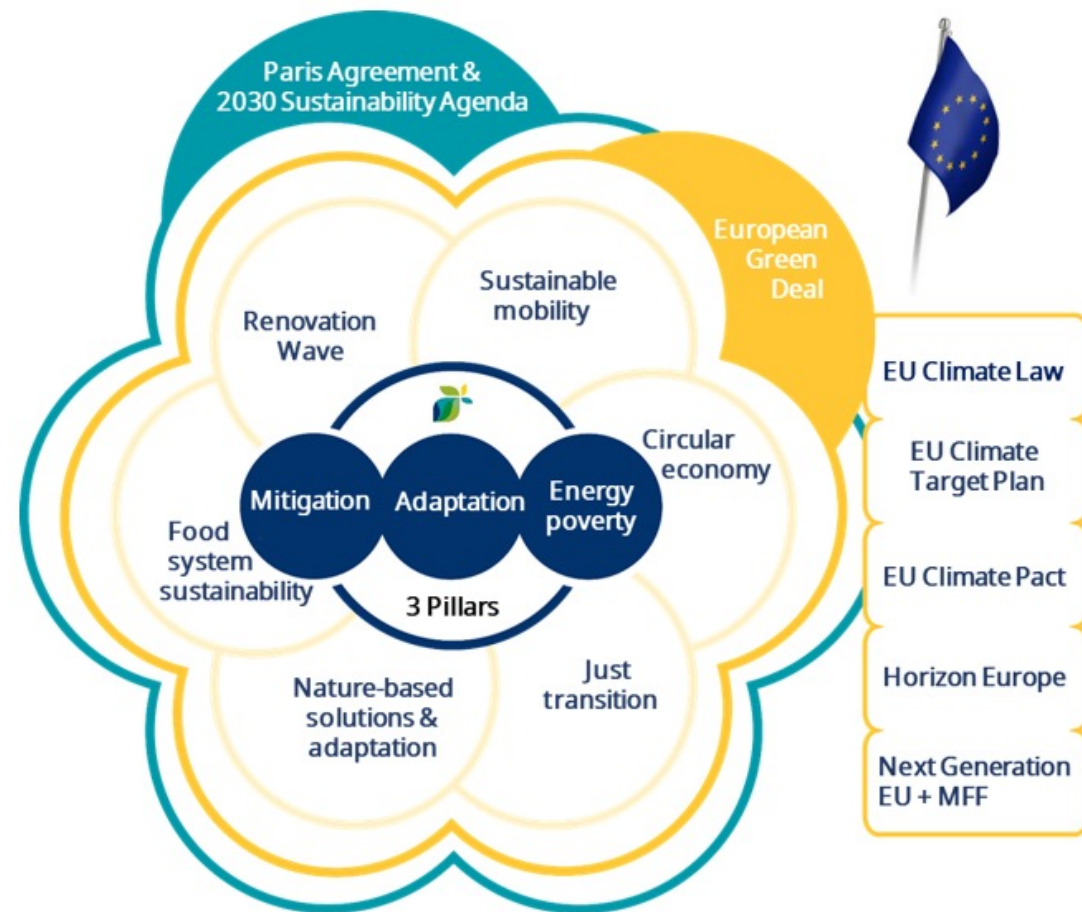 Paris Agreement &
2030 Sustainability Agenda
European
Green
Deal
Sustainable
mobility
Renovation
Wave
Circular
economy
Mitigation
Adaptation
Energy
poverty
Food
system
sustainability
3 Pillars
Nature-based
solutions &
adaptation
Just
transition
EU Climate Law
EU Climate
Target Plan
EU Climate Pact
Horizon Europe
Next Generation
EU + MFF